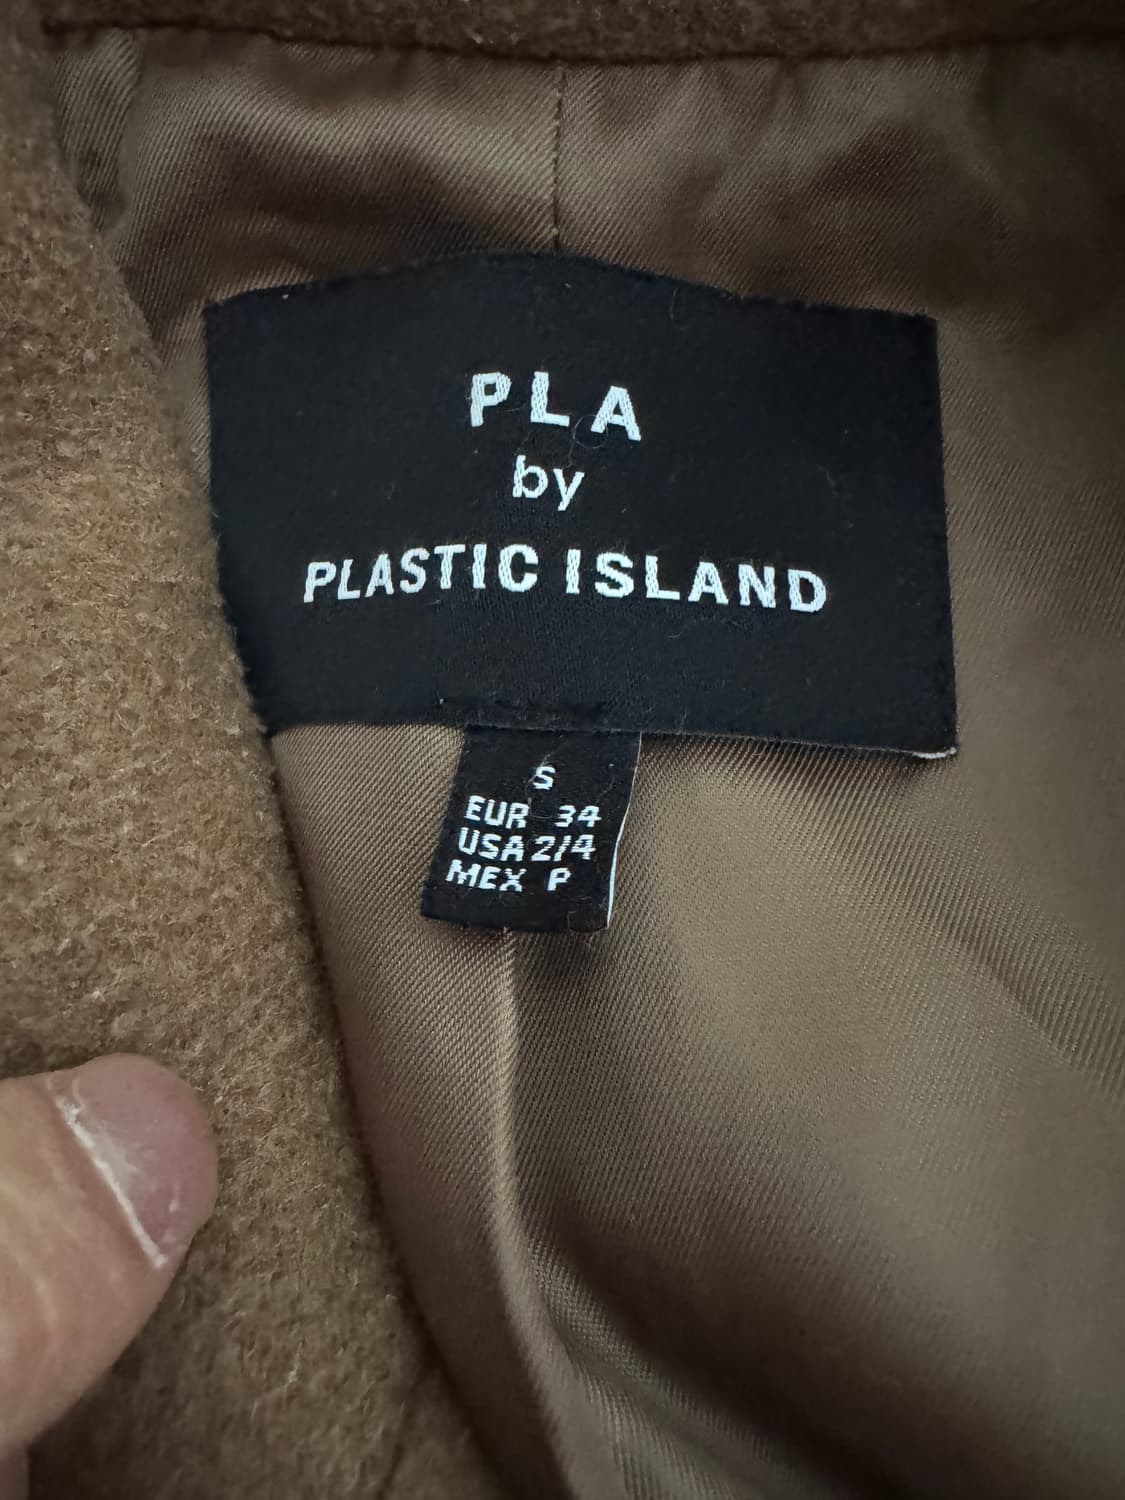 PLA
by
PLASTIC ISLAND
S
EUR 34
USA 2/4
MEX P